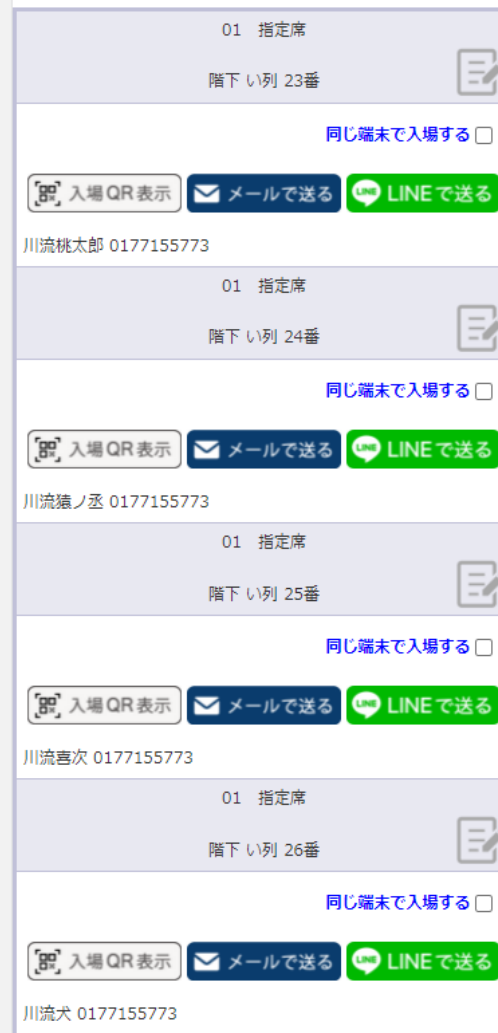 01 指定席
階下 い列 23番
同じ端末で入場する
入場QR表示 メールで送る LINE LINEで送る
川流桃太郎 0177155773
01 指定席
階下 い列 24番
同じ端末で入場する
入場QR表示 メールで送る LINE LINEで送る
川流猿ノ丞 0177155773
01 指定席
階下 い列 25番
同じ端末で入場する
入場QR表示 メールで送る LINE LINEで送る
川流喜次 0177155773
01 指定席
階下 い列 26番
同じ端末で入場する
入場QR表示 メールで送る LINE LINEで送る
川流犬 0177155773